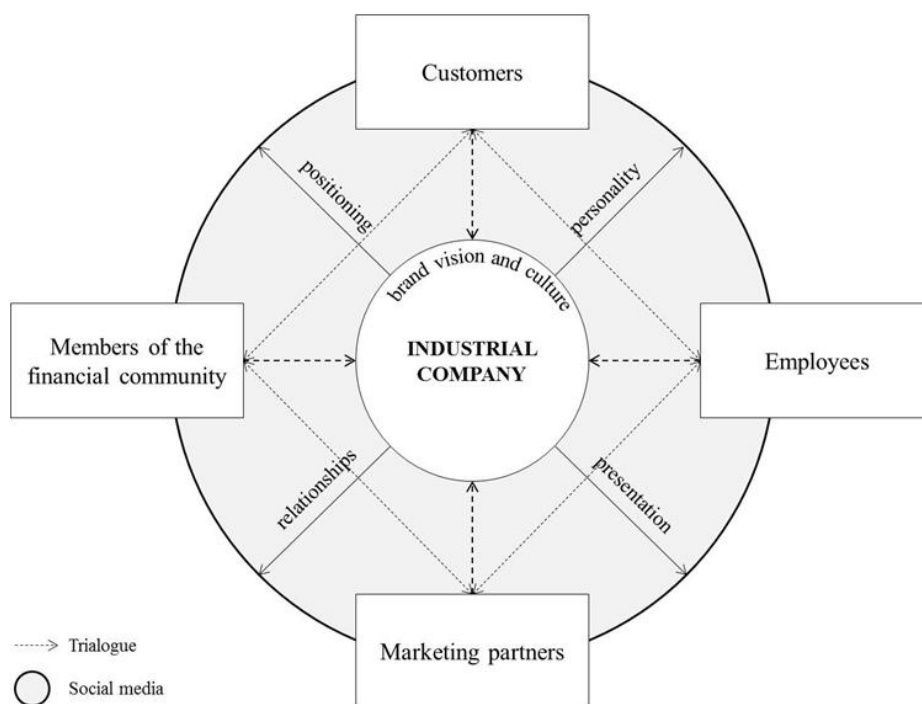 Customers
positioning
personality
brand vision and culture
Members of the
financial community
INDUSTRIAL
COMPANY
Employees
relationships
presentation
Marketing partners
Trialogue
Social media